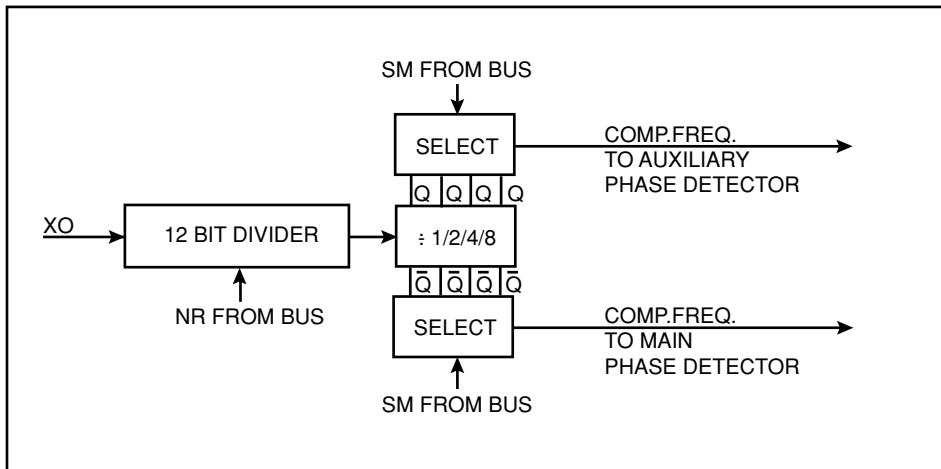 SM FROM BUS
SELECT
COMP.FREQ.
TO AUXILIARY
PHASE DETECTOR
Q Q Q Q
XO
12 BIT DIVIDER
÷ 1/2/4/8
Q̅ Q̅ Q̅ Q̅
NR FROM BUS
SELECT
COMP.FREQ.
TO MAIN
PHASE DETECTOR
SM FROM BUS